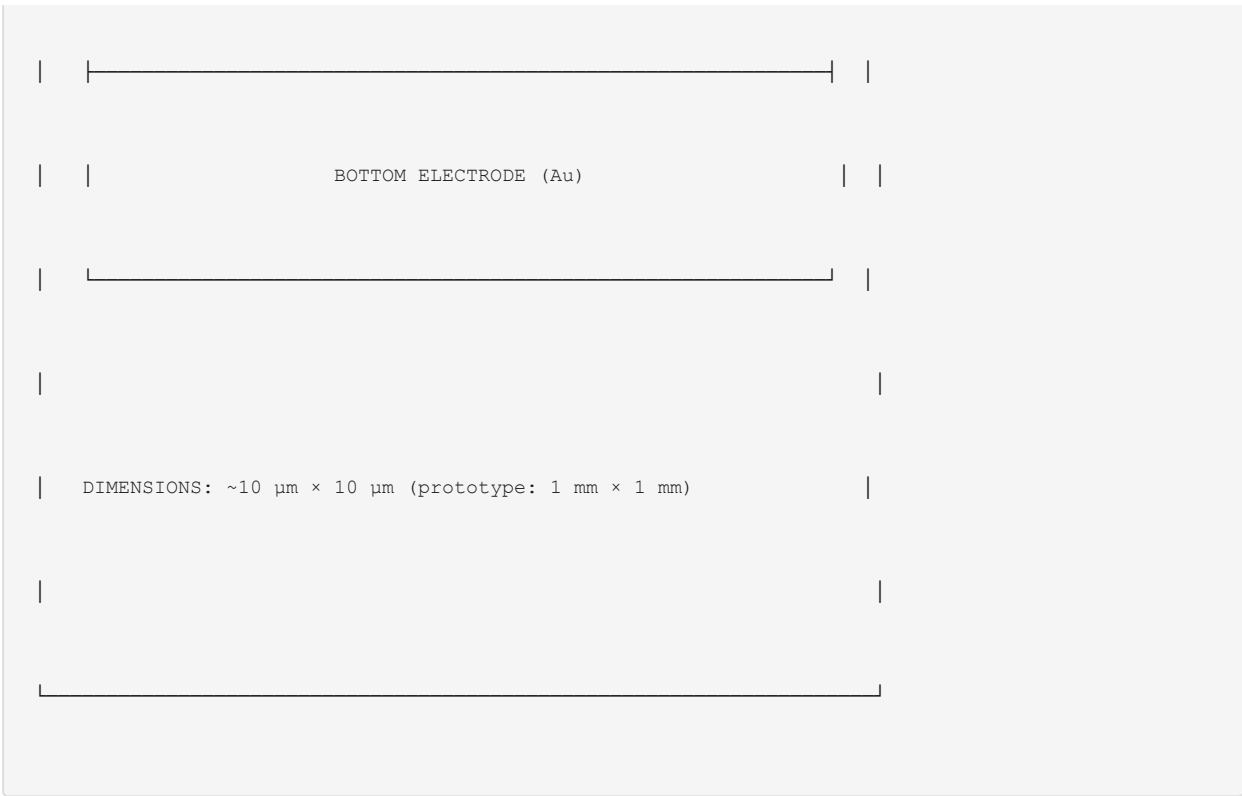 BOTTOM ELECTRODE (Au)
DIMENSIONS: ~10 µm × 10 µm (prototype: 1 mm × 1 mm)